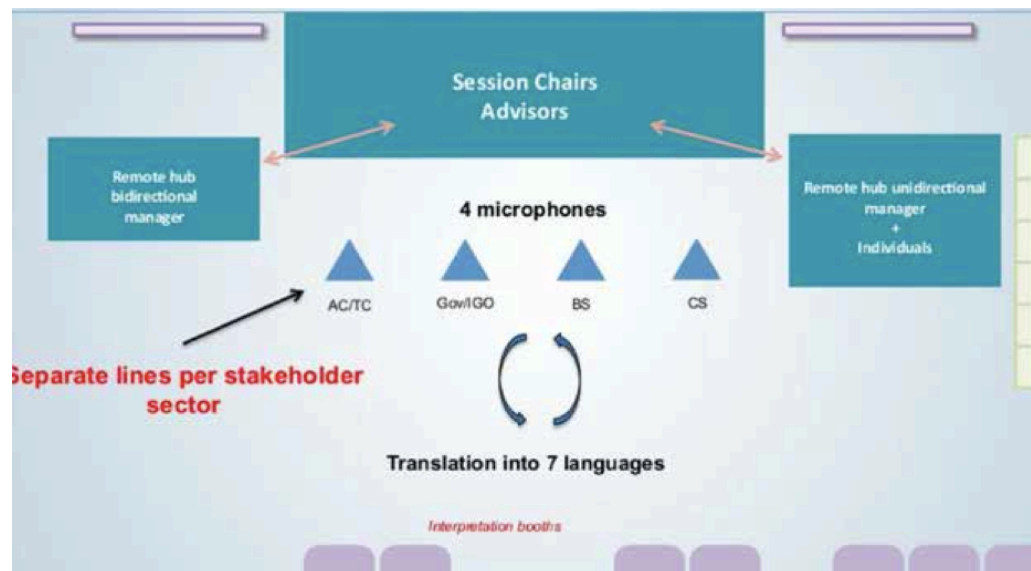 Session Chairs
Advisors
Remote hub
bidirectional
manager
Remote hub unidirectional
manager
+
Individuals
4 microphones
AC/TC
Gov/IGO
BS
CS
Separate lines per stakeholder
sector
Translation into 7 languages
Interpretation booths